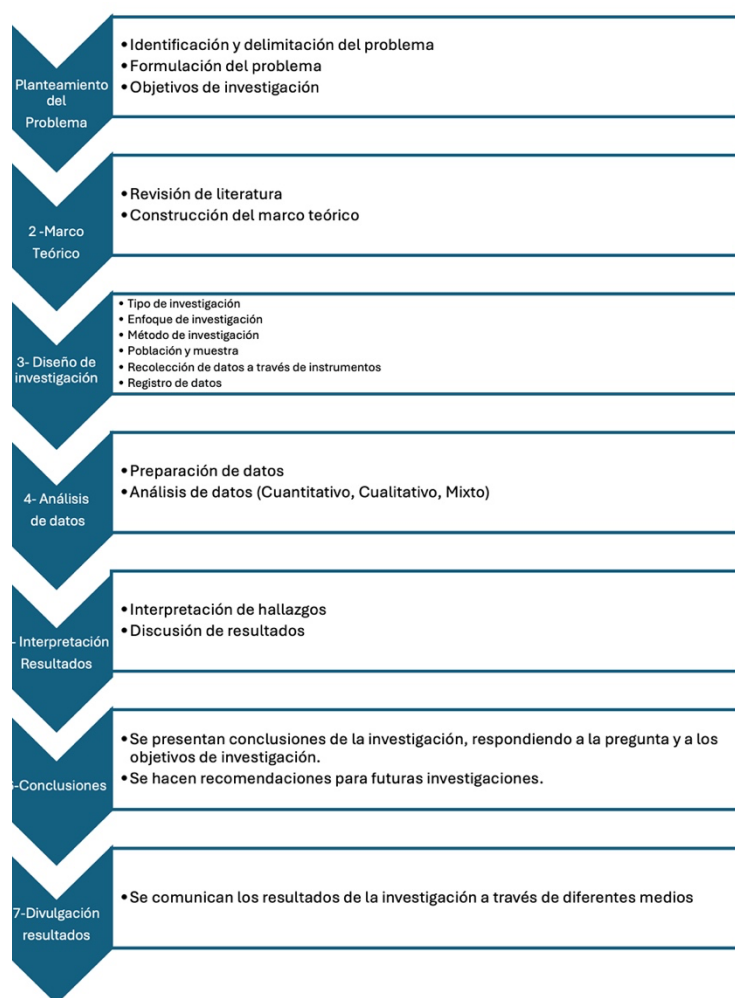 Planteamiento
del
Problema
• Identificación y delimitación del problema
• Formulación del problema
• Objetivos de investigación
2 -Marco
Teórico
• Revisión de literatura
• Construcción del marco teórico
3- Diseño de
investigación
• Tipo de investigación
• Enfoque de investigación
• Método de investigación
• Población y muestra
• Recolección de datos a través de instrumentos
• Registro de datos
4- Análisis
de datos
• Preparación de datos
• Análisis de datos (Cuantitativo, Cualitativo, Mixto)
- Interpretación
Resultados
• Interpretación de hallazgos
• Discusión de resultados
-Conclusiones
• Se presentan conclusiones de la investigación, respondiendo a la pregunta y a los
objetivos de investigación.
• Se hacen recomendaciones para futuras investigaciones.
7-Divulgación
resultados
• Se comunican los resultados de la investigación a través de diferentes medios